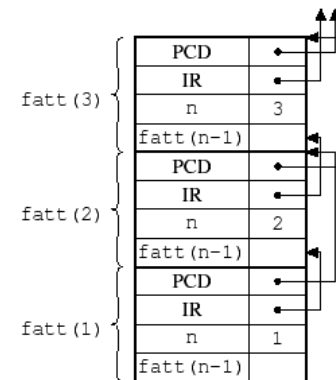 PCD
IR
fatt(3)
n 3
fatt(n-1)
PCD
IR
fatt(2)
n 2
fatt(n-1)
PCD
IR
fatt(1)
n 1
fatt(n-1)